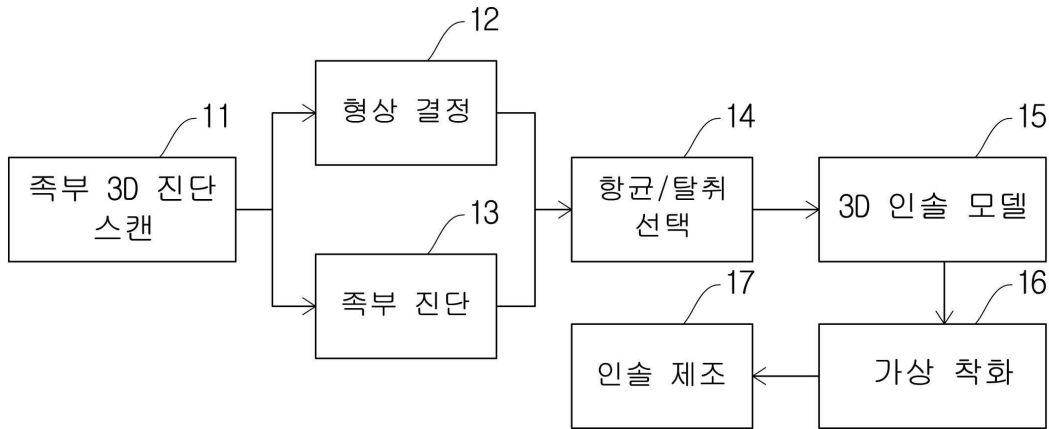 12
형상 결정
11
족부 3D 진단
스캔
13
족부 진단
14
항균/탈취
선택
15
3D 인솔 모델
17
인솔 제조
16
가상 착화